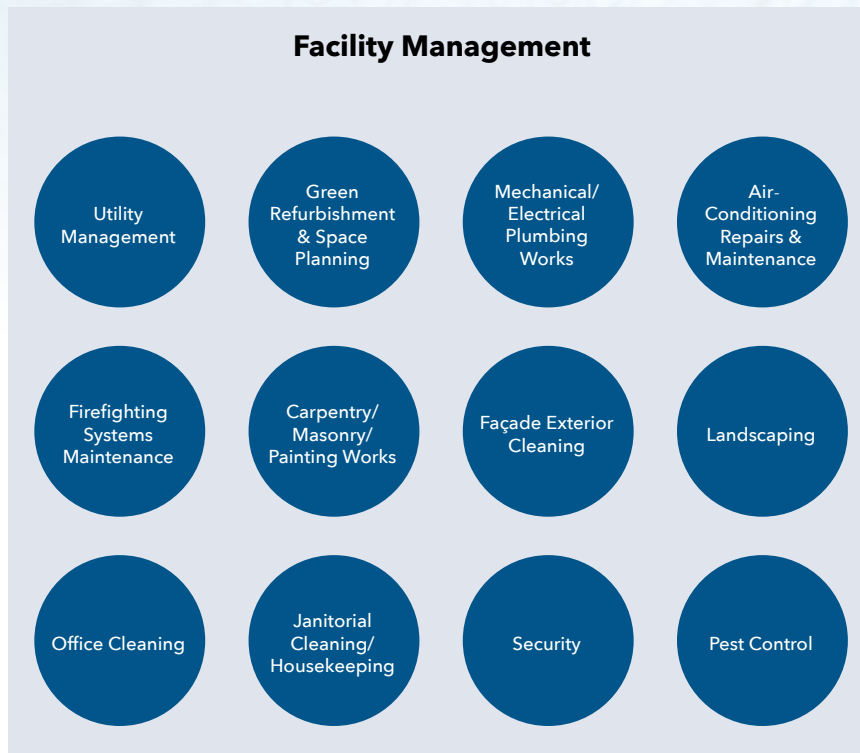 Facility Management
Utility
Management
Green
Refurbishment
& Space
Planning
Mechanical/
Electrical
Plumbing
Works
Air-
Conditioning
Repairs &
Maintenance
Firefighting
Systems
Maintenance
Carpentry/
Masonry/
Painting Works
Façade Exterior
Cleaning
Landscaping
Office Cleaning
Janitorial
Cleaning/
Housekeeping
Security
Pest Control